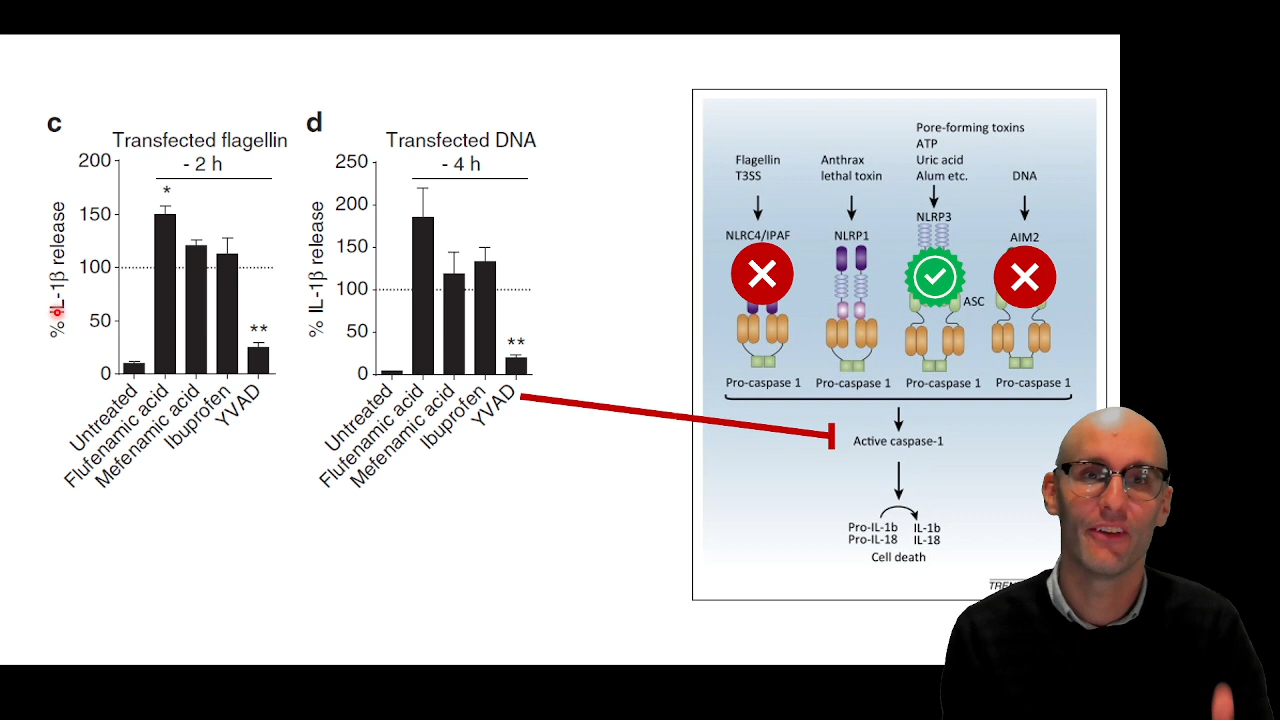 c
Transfected flagellin
- 2 h
200
150
100
50
0
% IL-1β release
*
**
Untreated
Flufenamic acid
Mefenamic acid
Ibuprofen
YVAD
d
Transfected DNA
- 4 h
250
200
150
100
50
0
% IL-1β release
**
Untreated
Flufenamic acid
Mefenamic acid
Ibuprofen
YVAD
Flagellin
T3SS
Anthrax
lethal toxin
Pore-forming toxins
ATP
Uric acid
Alum etc.
DNA
NLRC4/IPAF
NLRP1
NLRP3
AIM2
ASC
Pro-caspase 1
Pro-caspase 1
Pro-caspase 1
Pro-caspase 1
Active caspase-1
Pro-IL-1b
Pro-IL-18
IL-1b
IL-18
Cell death